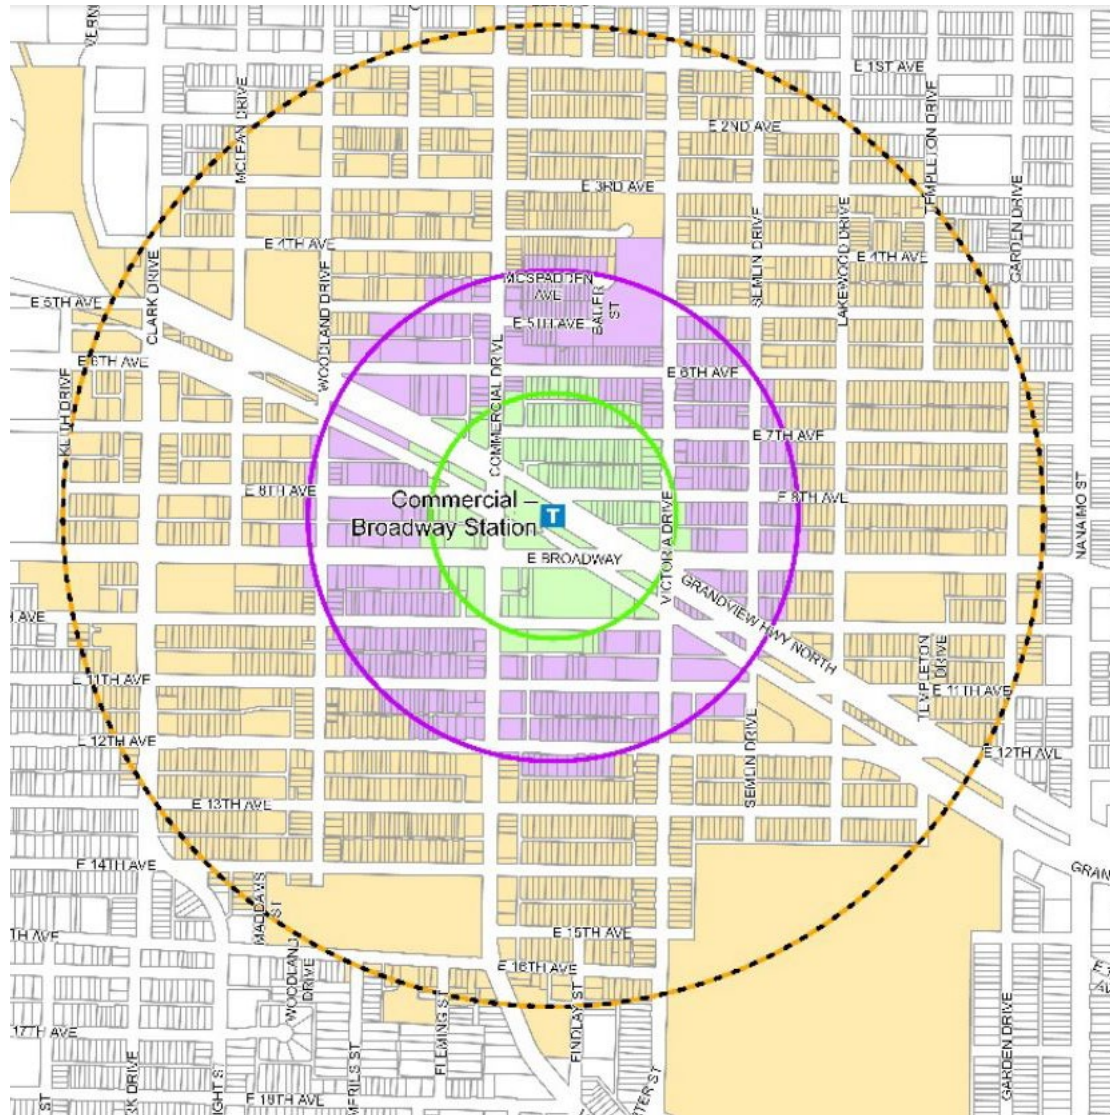 E 1ST AVE
MCLEAN DRIVE
TEMPLETON DRIVE
E 2ND AVE
E 3RD AVE
GARDEN DRIVE
E 4TH AVE
SEMLIN DRIVE
LAKEWOOD DRIVE
E 4TH AVE
CLARK DRIVE
WOODLAND DRIVE
MCSPADDEN
AVE
E 5TH AVE
E 5TH AVE
ST
E 6TH AVE
COMMERCIAL DRIVE
E 6TH AVE
KEITH DRIVE
E 7TH AVE
E 8TH AVE
E 8TH AVE
Commercial –
Broadway Station
T
VICTORIA DRIVE
NANAIMO ST
E BROADWAY
GRANDVIEW HWY NORTH
TEMPLETON
DRIVE
E 11TH AVE
E 11TH AVE
E 12TH AVE
SEMLIN DRIVE
E 12TH AVE
E 13TH AVE
E 14TH AVE
MADDAMS
ST
E 15TH AVE
E 16TH AVE
WOODLAND
DRIVE
FLEMING ST
FINDLAY ST
GARDEN DRIVE
17TH AVE
E 18TH AVE